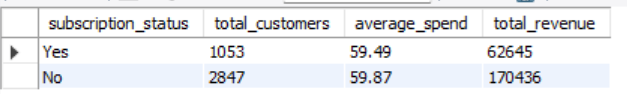 subscription_status total_customers average_spend total_revenue
Yes 1053 59.49 62645
No 2847 59.87 170436